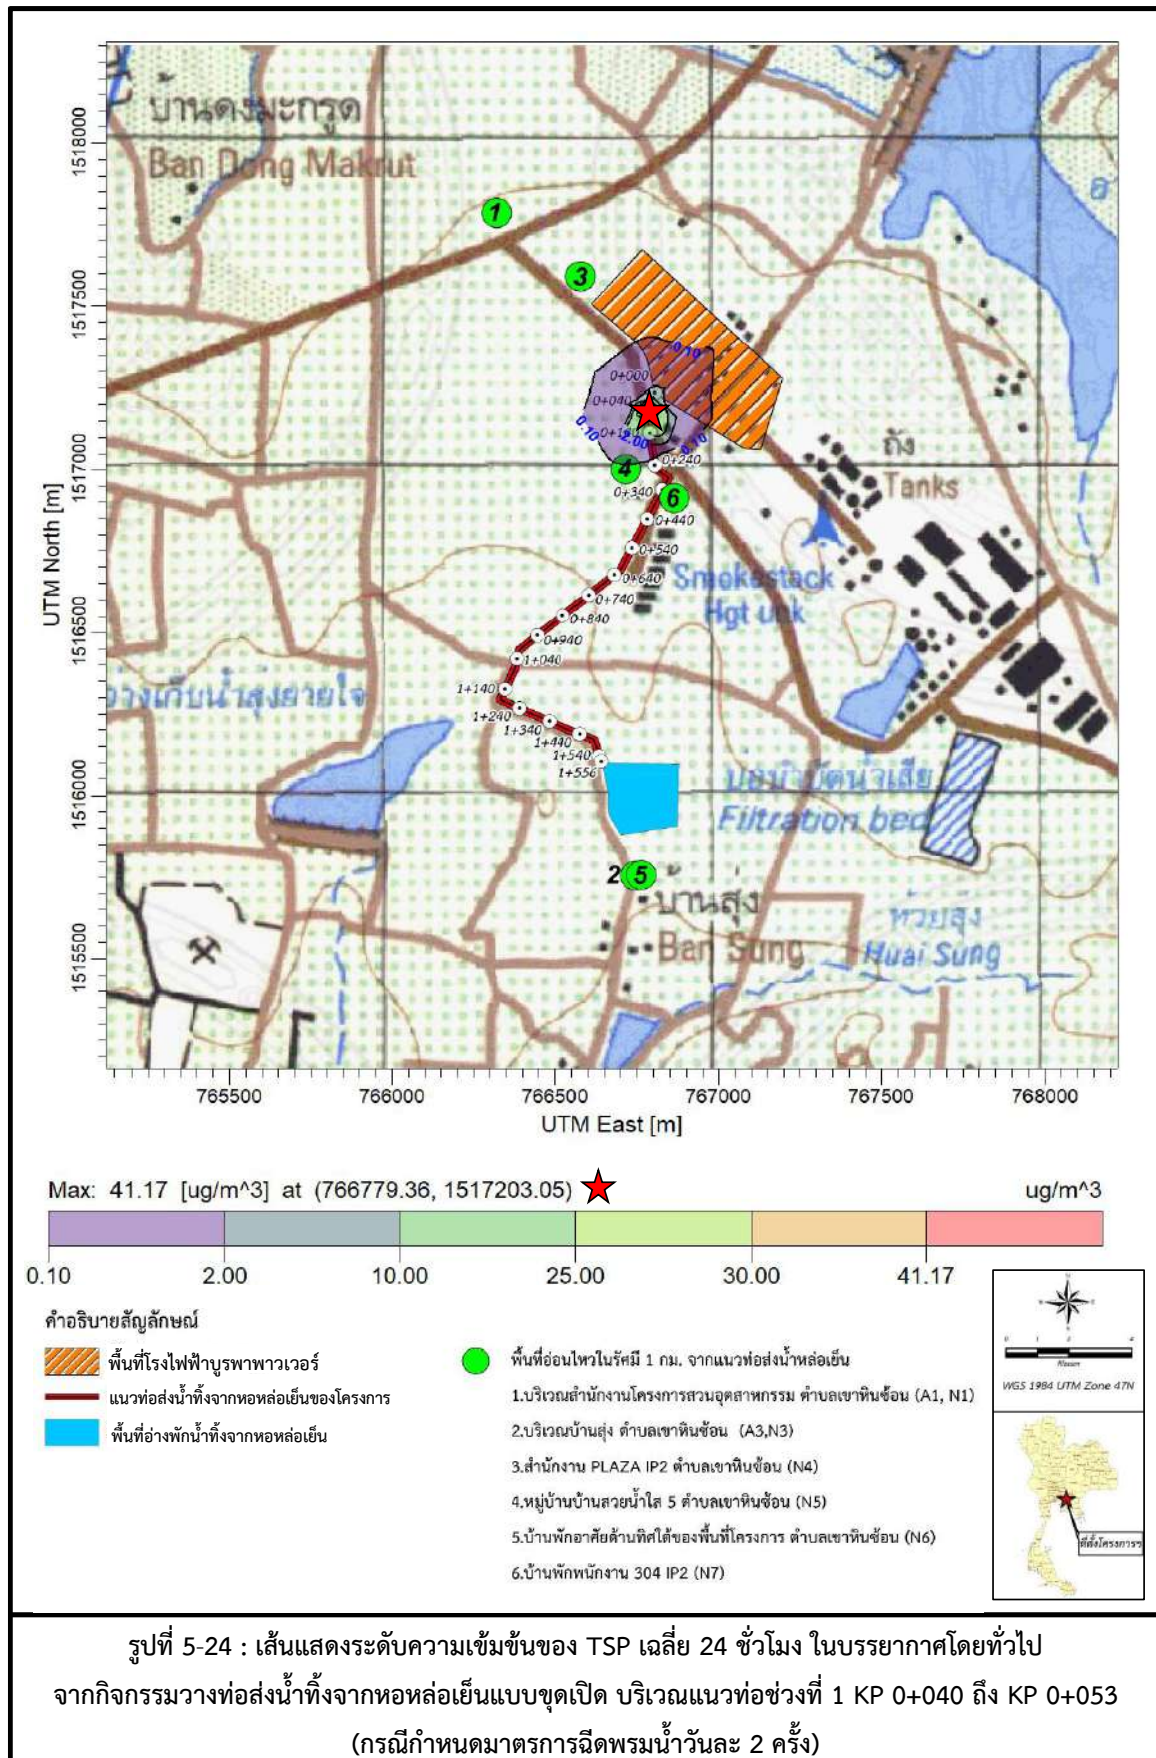 บ้านดงมะกรูด
Ban Dong Makrut
1
3
0.10
0+000
0+040
0.10
2.00
0.10
0+240
4
0+340
6
0+440
0+540
0+640
0+740
0+840
0+940
1+040
1+140
1+240
1+340
1+440
1+540
1+556
ถัง
Tanks
Smokestack
Hgt unk
อ่างเก็บน้ำสุงยายใจ
บ่อบำบัดน้ำเสีย
Filtration bed
2
5
บ้านสุ่ง
Ban Sung
ห้วยสุ่ง
Huai Sung
UTM North [m]
1518000
1517500
1517000
1516500
1516000
1515500
765500 766000 766500 767000 767500 768000
UTM East [m]
Max: 41.17 [ug/m^3] at (766779.36, 1517203.05)
ug/m^3
0.10 2.00 10.00 25.00 30.00 41.17
คำอธิบายสัญลักษณ์
พื้นที่โรงไฟฟ้าบูรพาพาวเวอร์
แนวท่อส่งน้ำทิ้งจากหอหล่อเย็นของโครงการ
พื้นที่อ่างพักน้ำทิ้งจากหอหล่อเย็น
พื้นที่อ่อนไหวในรัศมี 1 กม. จากแนวท่อส่งน้ำหล่อเย็น
1.บริเวณสำนักงานโครงการสวนอุตสาหกรรม ตำบลเขาหินซ้อน (A1, N1)
2.บริเวณบ้านสุ่ง ตำบลเขาหินซ้อน (A3,N3)
3.สำนักงาน PLAZA IP2 ตำบลเขาหินซ้อน (N4)
4.หมู่บ้านบ้านสวยน้ำใส 5 ตำบลเขาหินซ้อน (N5)
5.บ้านพักอาศัยด้านทิศใต้ของพื้นที่โครงการ ตำบลเขาหินซ้อน (N6)
6.บ้านพักพนักงาน 304 IP2 (N7)
WGS 1984 UTM Zone 47N
ที่ตั้งโครงการฯ
รูปที่ 5-24 : เส้นแสดงระดับความเข้มข้นของ TSP เฉลี่ย 24 ชั่วโมง ในบรรยากาศโดยทั่วไป
จากกิจกรรมวางท่อส่งน้ำทิ้งจากหอหล่อเย็นแบบขุดเปิด บริเวณแนวท่อช่วงที่ 1 KP 0+040 ถึง KP 0+053
(กรณีกำหนดมาตรการฉีดพรมน้ำวันละ 2 ครั้ง)